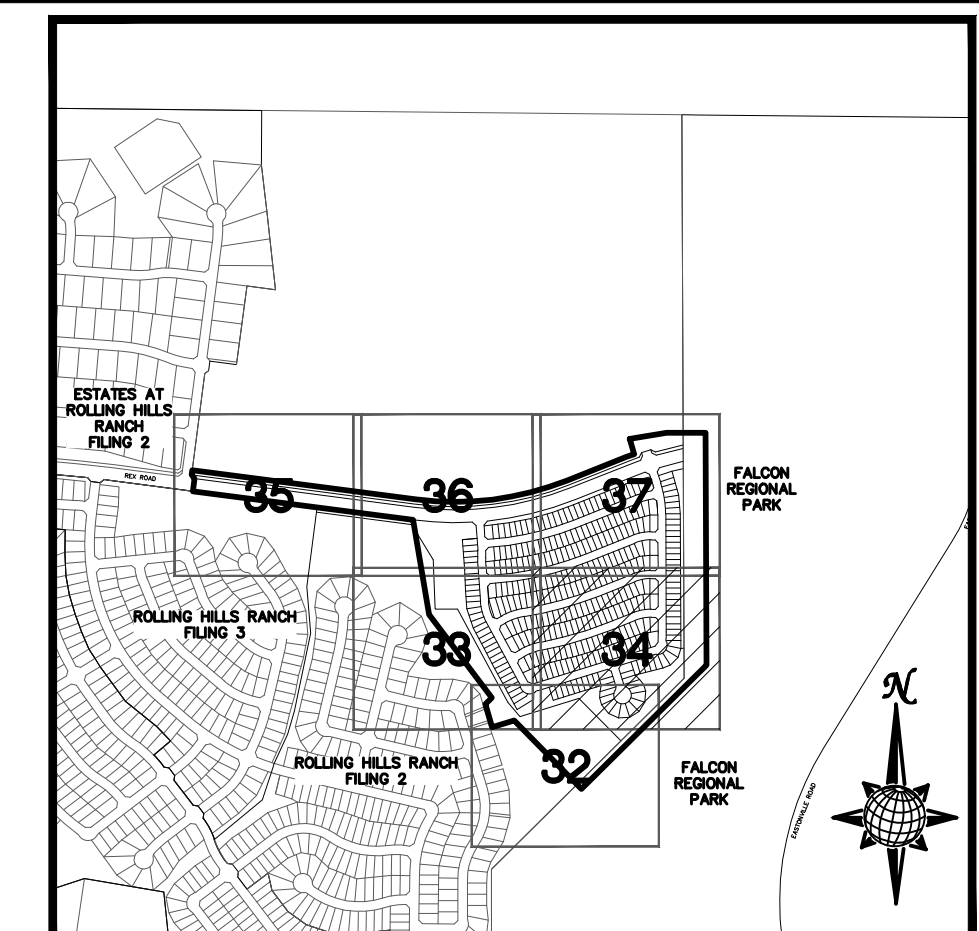 ESTATES AT
ROLLING HILLS
RANCH
FILING 2
REX ROAD
35
36
37
FALCON
REGIONAL
PARK
ROLLING HILLS RANCH
FILING 3
33
34
N
ROLLING HILLS RANCH
FILING 2
32
FALCON
REGIONAL
PARK
EASTONVILLE ROAD